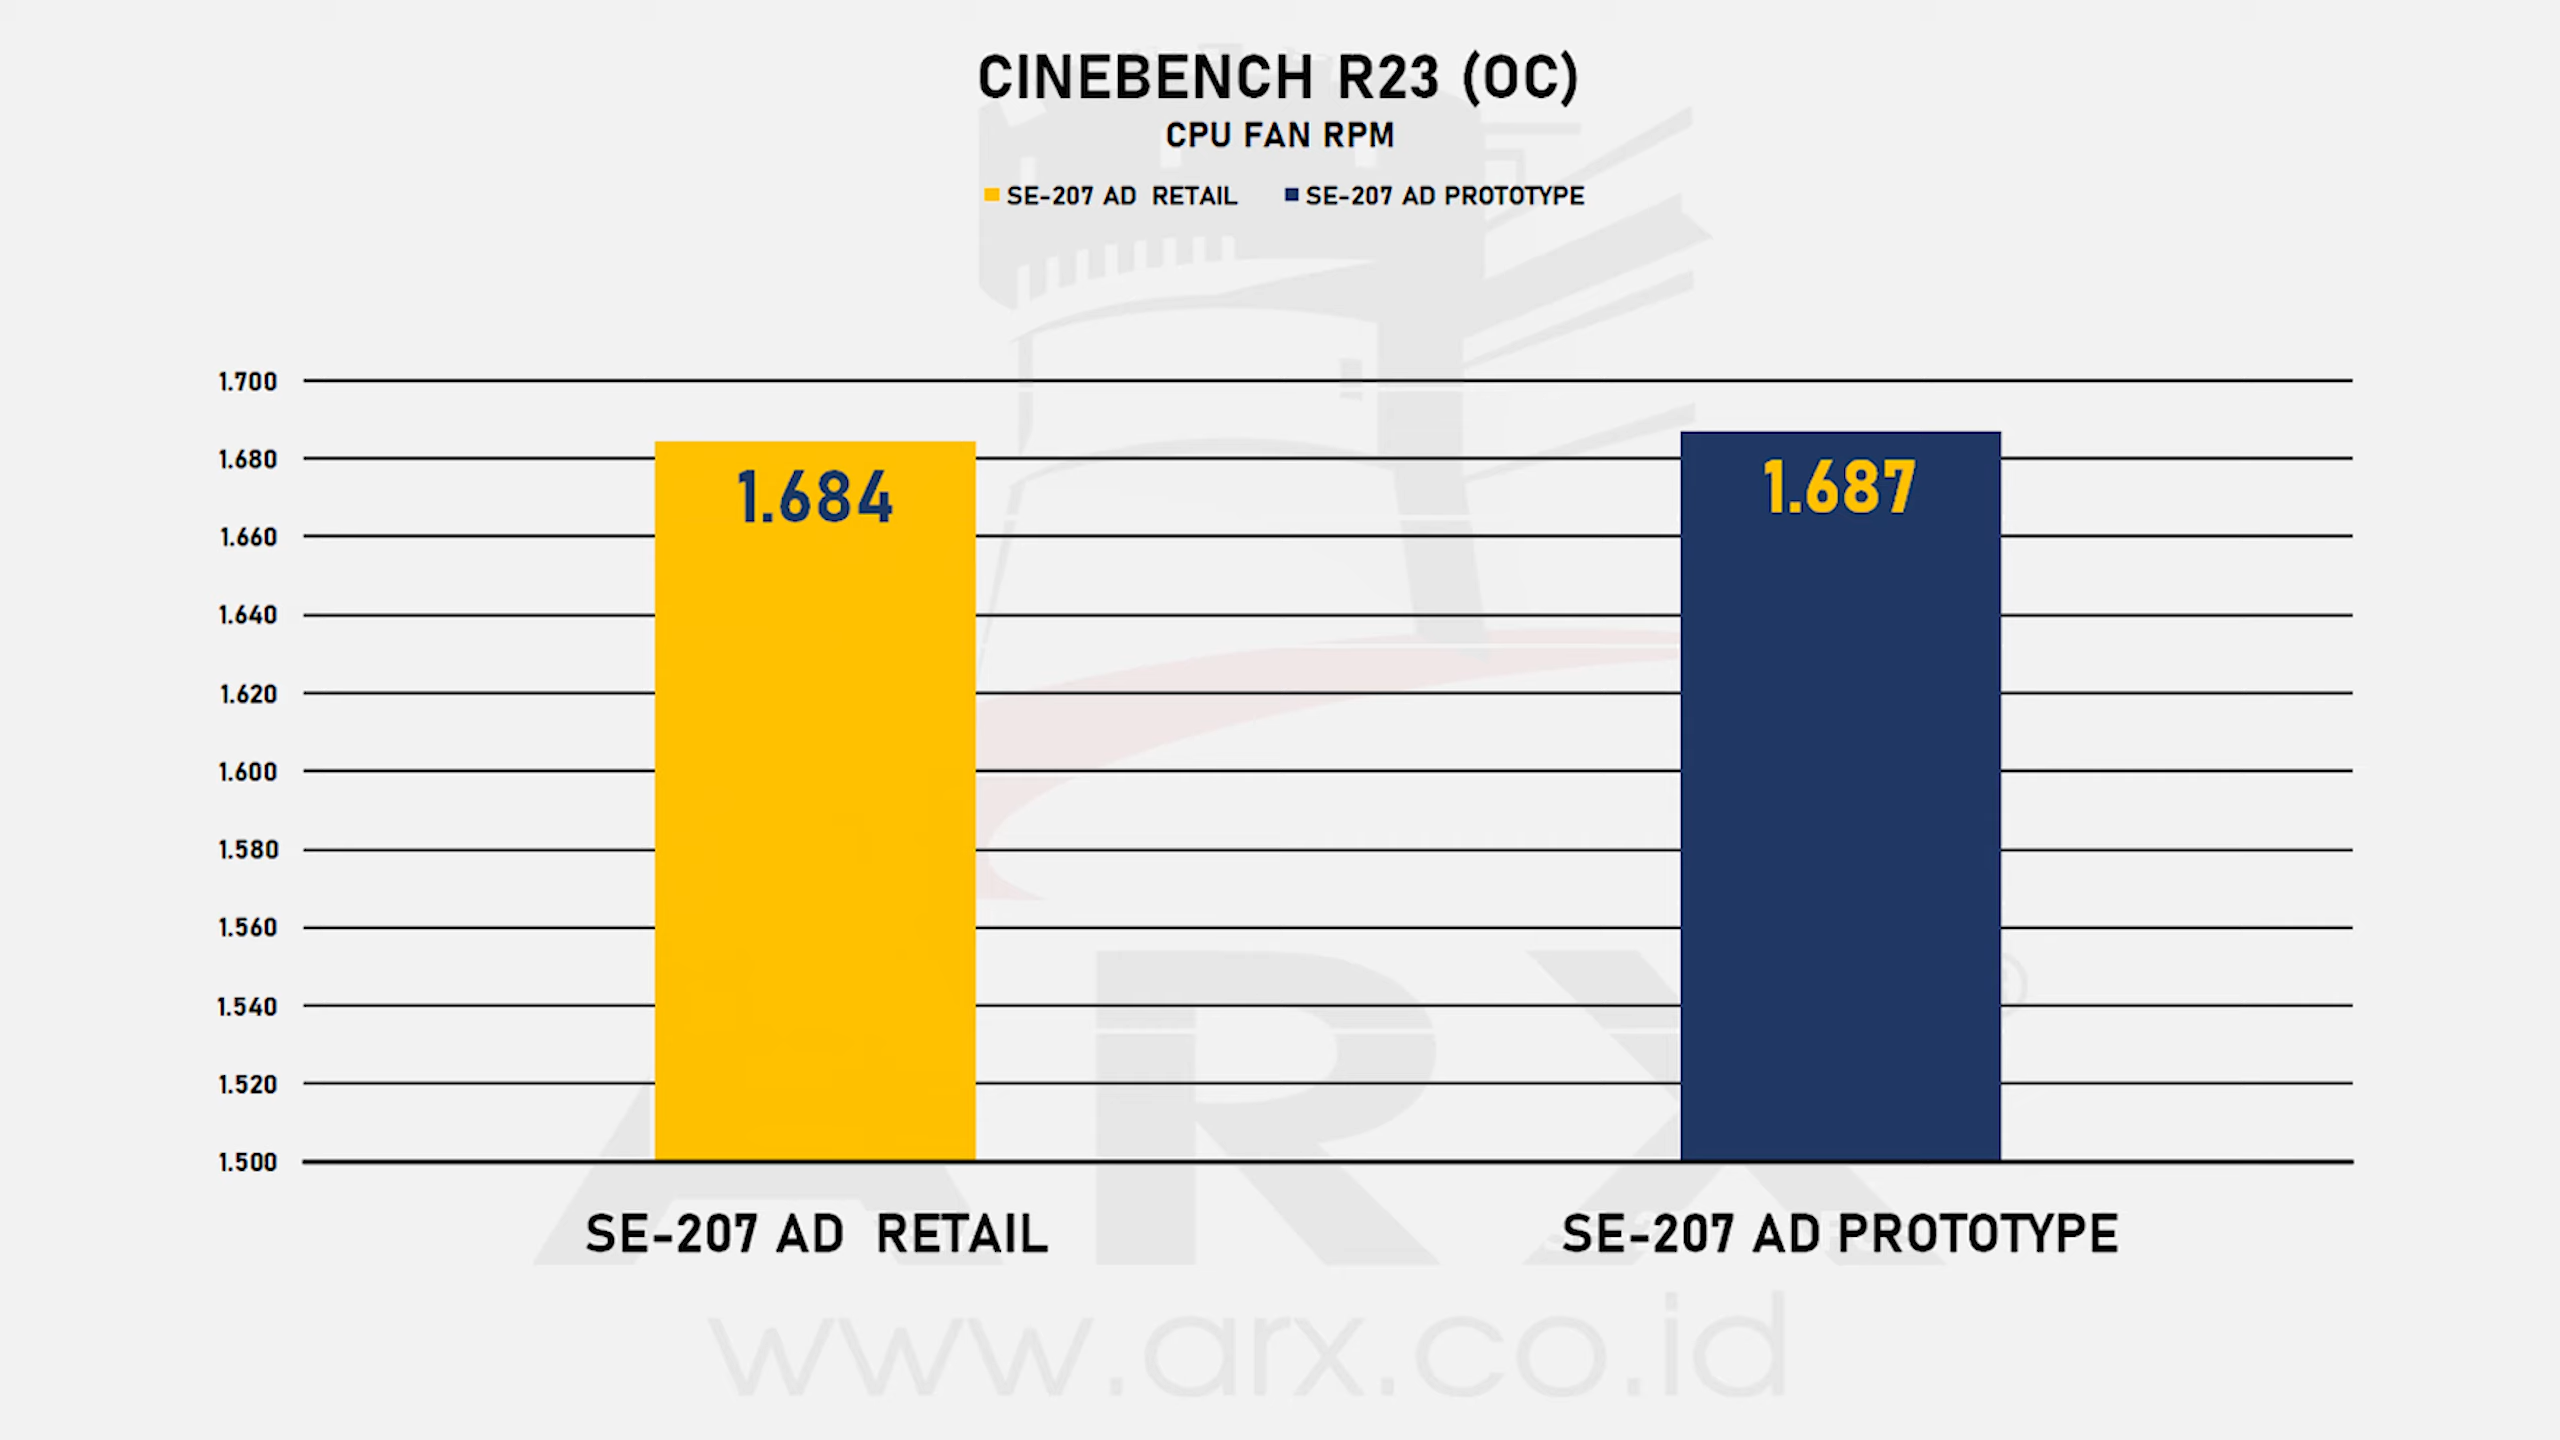 CINEBENCH R23 (OC)
CPU FAN RPM
SE-207 AD  RETAIL
SE-207 AD PROTOTYPE
1.700
1.680
1.660
1.640
1.620
1.600
1.580
1.560
1.540
1.520
1.500
1.684
1.687
SE-207 AD  RETAIL
SE-207 AD PROTOTYPE
ARX®
www.arx.co.id